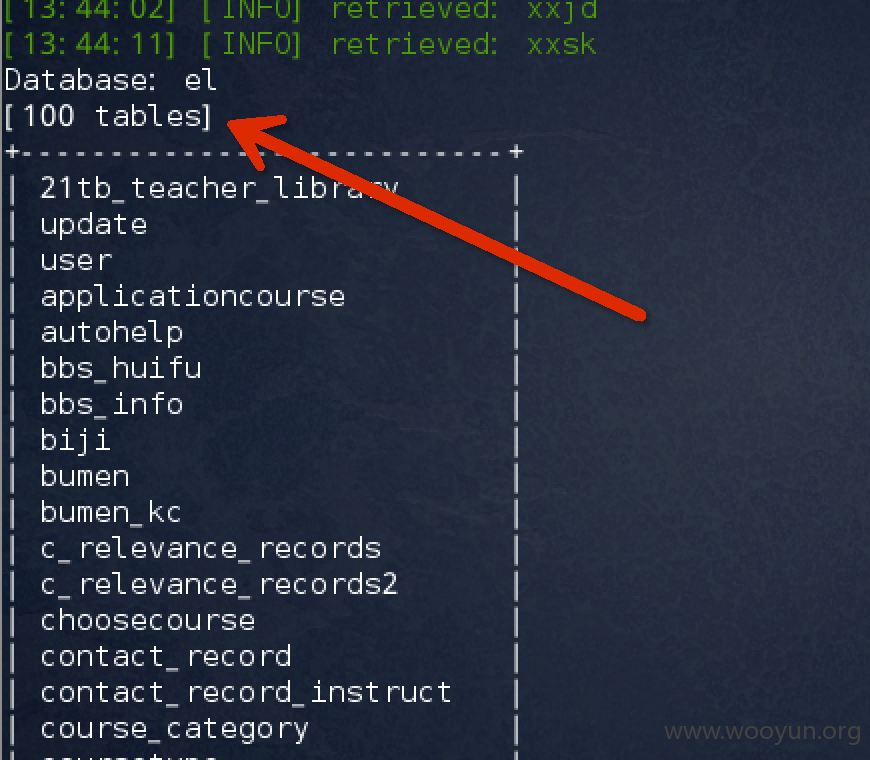 [13:44:02] [INFO] retrieved: xxjd
[13:44:11] [INFO] retrieved: xxsk
Database: el
[100 tables]
+---------------------------+
| 21tb_teacher_library |
| update |
| user |
| applicationcourse |
| autohelp |
| bbs_huifu |
| bbs_info |
| biji |
| bumen |
| bumen_kc |
| c_relevance_records |
| c_relevance_records2 |
| choosecourse |
| contact_record |
| contact_record_instruct |
| course_category |
www.wooyun.org